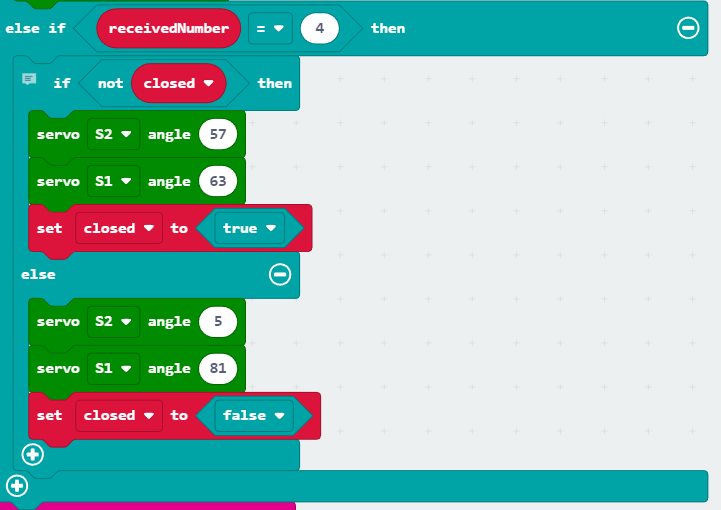 else if receivedNumber = 4 then
if not closed then
servo S2 angle 57
servo S1 angle 63
set closed to true
else
servo S2 angle 5
servo S1 angle 81
set closed to false